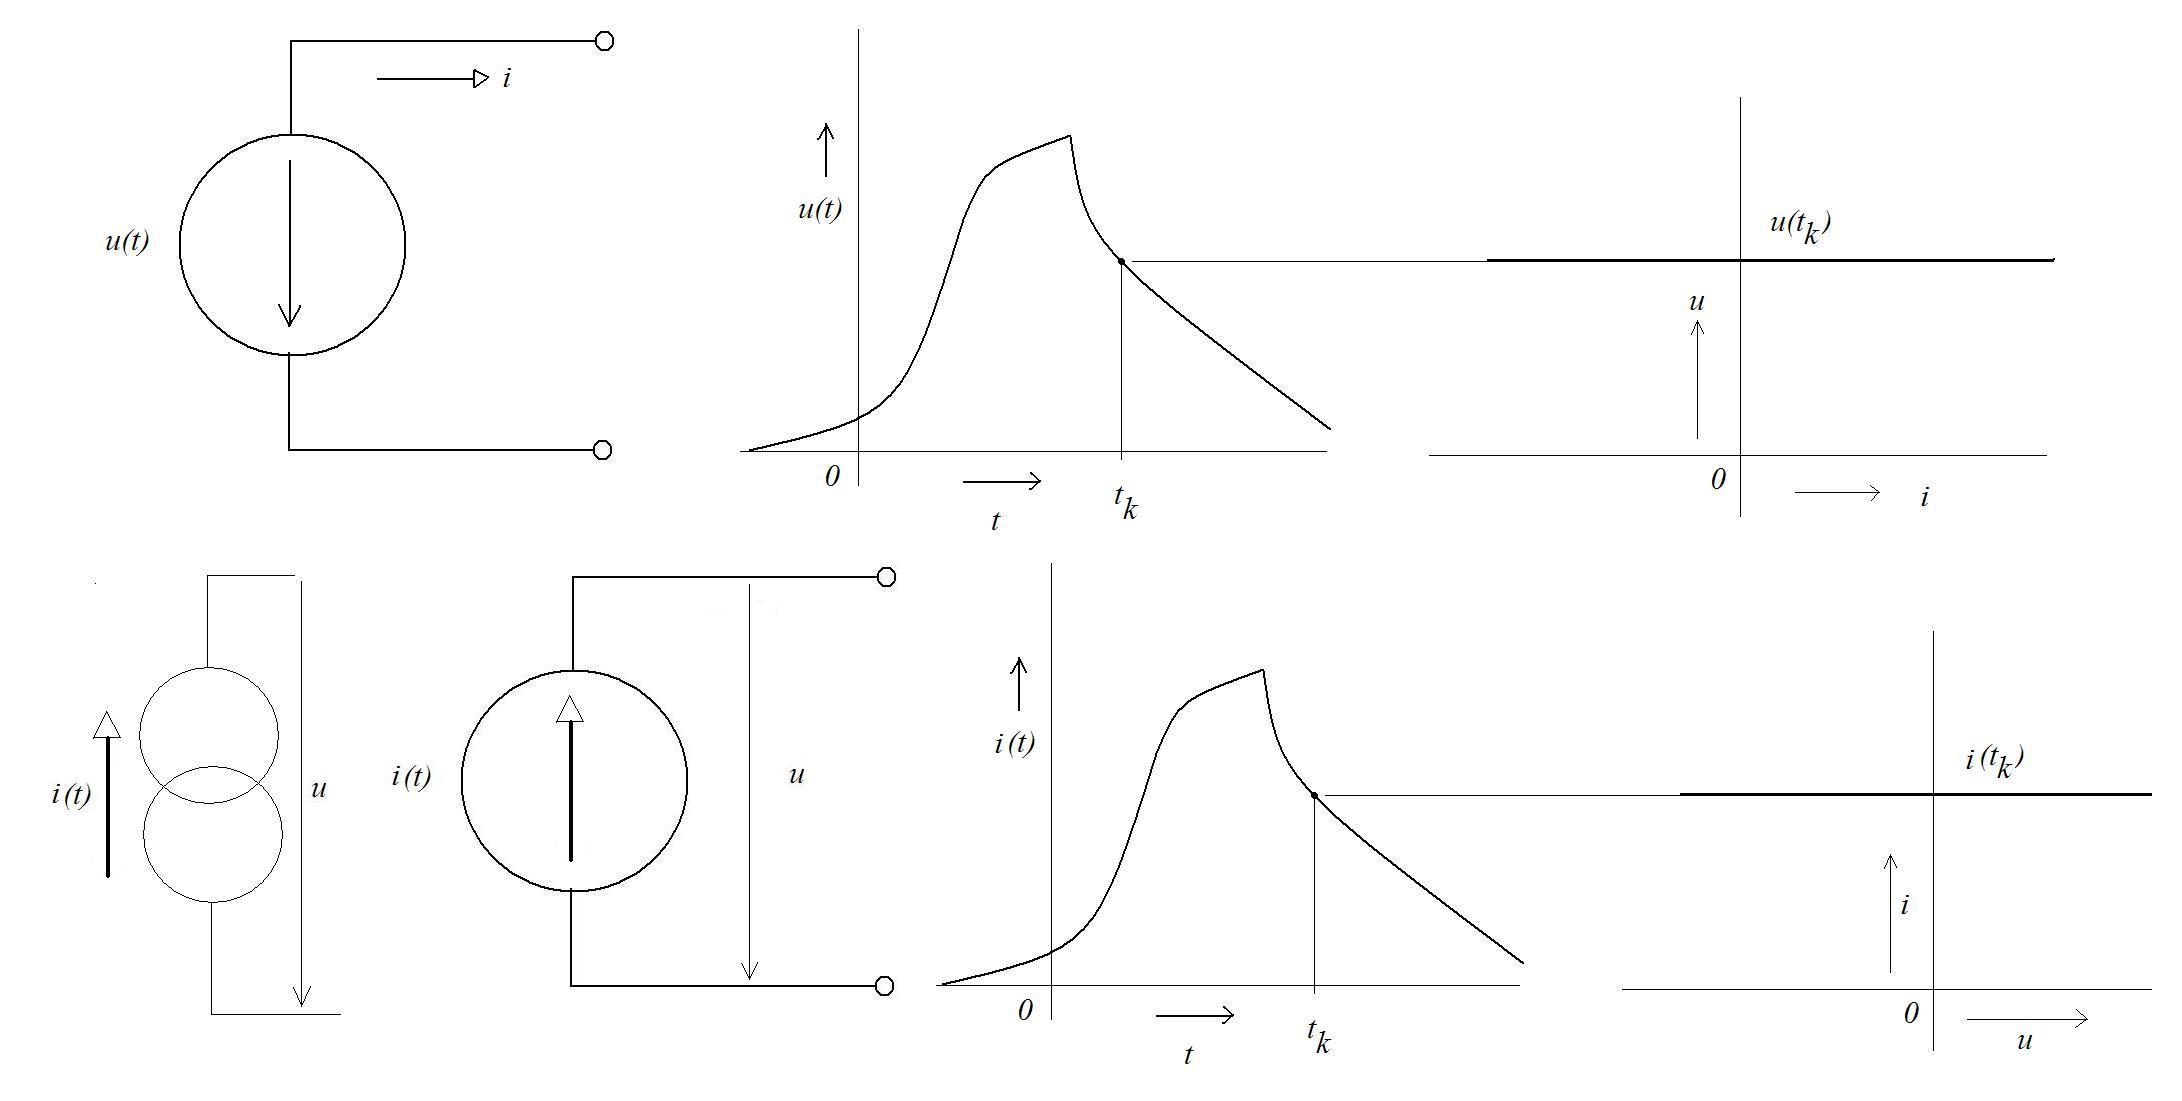 i
u(t)
u(t)
0
t
t_k
u(t_k)
u
0
i
i(t)
u
i(t)
u
i(t)
0
t
t_k
i(t_k)
i
0
u